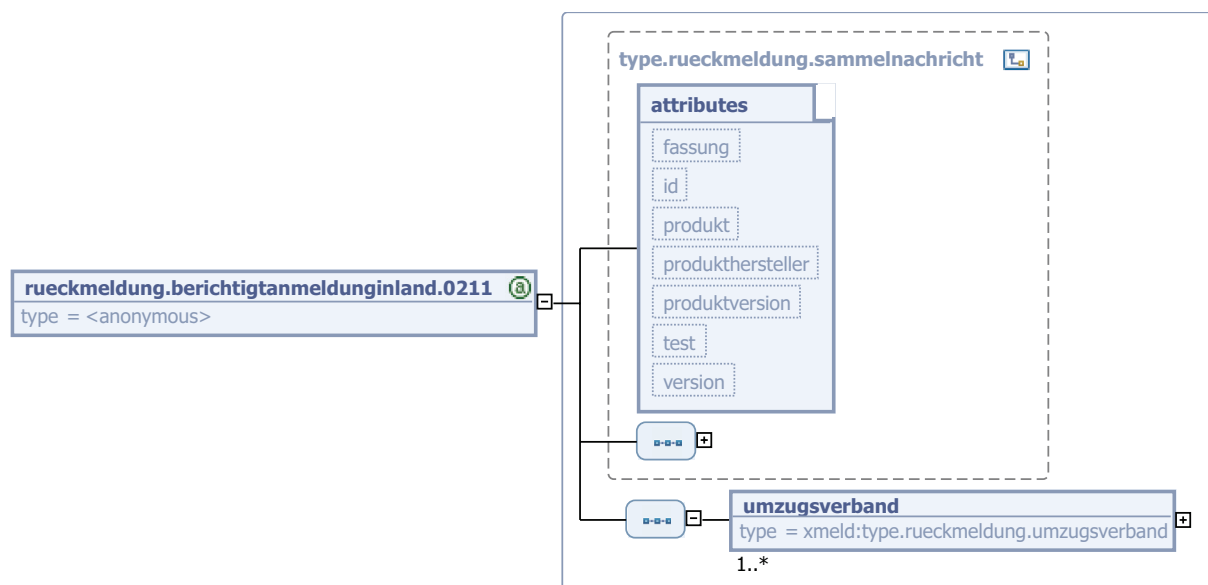 type.rueckmeldung.sammelnachricht
attributes
fassung
id
produkt
produkthersteller
produktversion
test
version
rueckmeldung.berichtigtanmeldunginland.0211 a
type = <anonymous>
umzugsverband
type = xmeld:type.rueckmeldung.umzugsverband
1..*